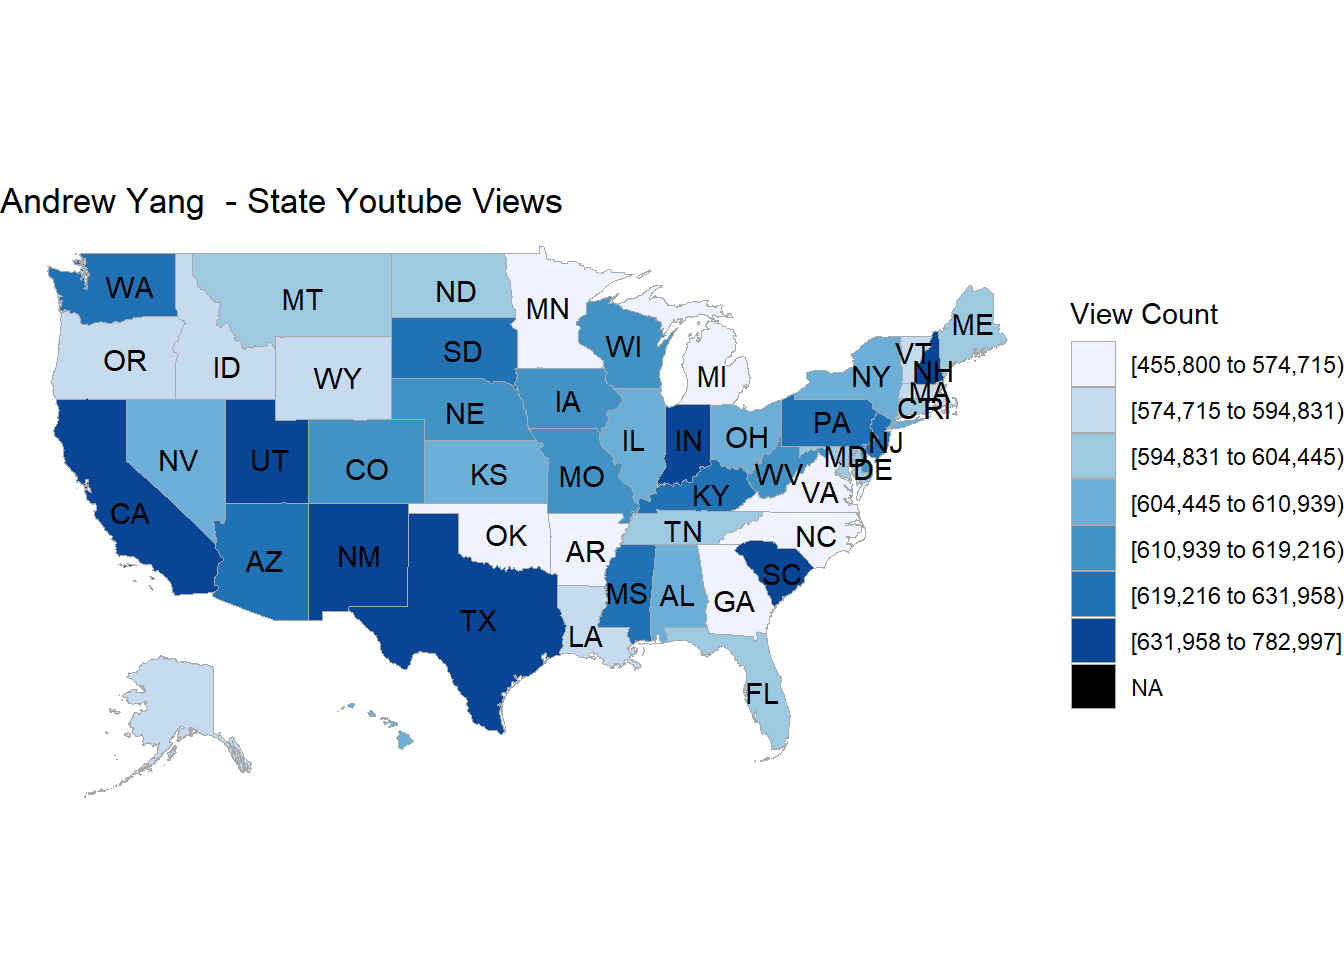 Andrew Yang  - State Youtube Views
WA
MT
ND
MN
ME
OR
ID
WY
SD
WI
MI
VT
NH
NY
MA
CT
RI
NE
IA
PA
NJ
NV
UT
CO
KS
MO
IL
IN
OH
WV
MD
DE
VA
KY
CA
AZ
NM
OK
AR
TN
NC
SC
TX
LA
MS
AL
GA
FL
View Count
[455,800 to 574,715)
[574,715 to 594,831)
[594,831 to 604,445)
[604,445 to 610,939)
[610,939 to 619,216)
[619,216 to 631,958)
[631,958 to 782,997]
NA